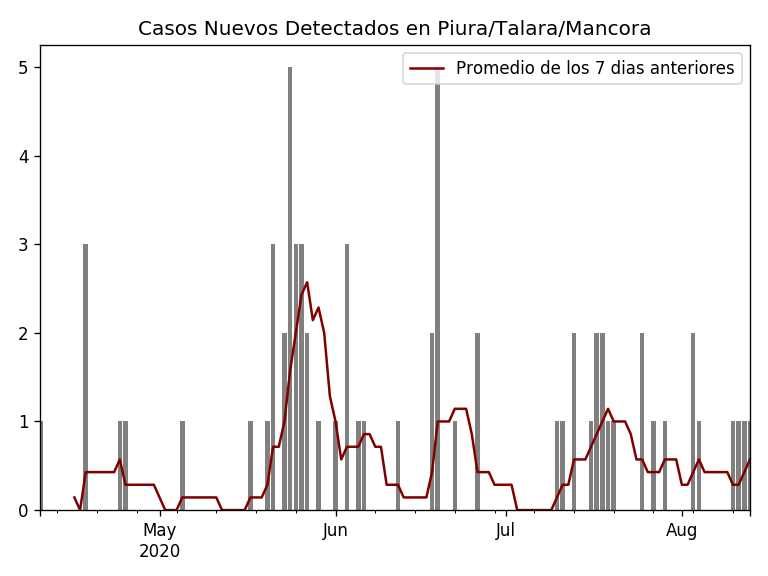 Casos Nuevos Detectados en Piura/Talara/Mancora
Promedio de los 7 dias anteriores
5
4
3
2
1
0
May
2020
Jun
Jul
Aug